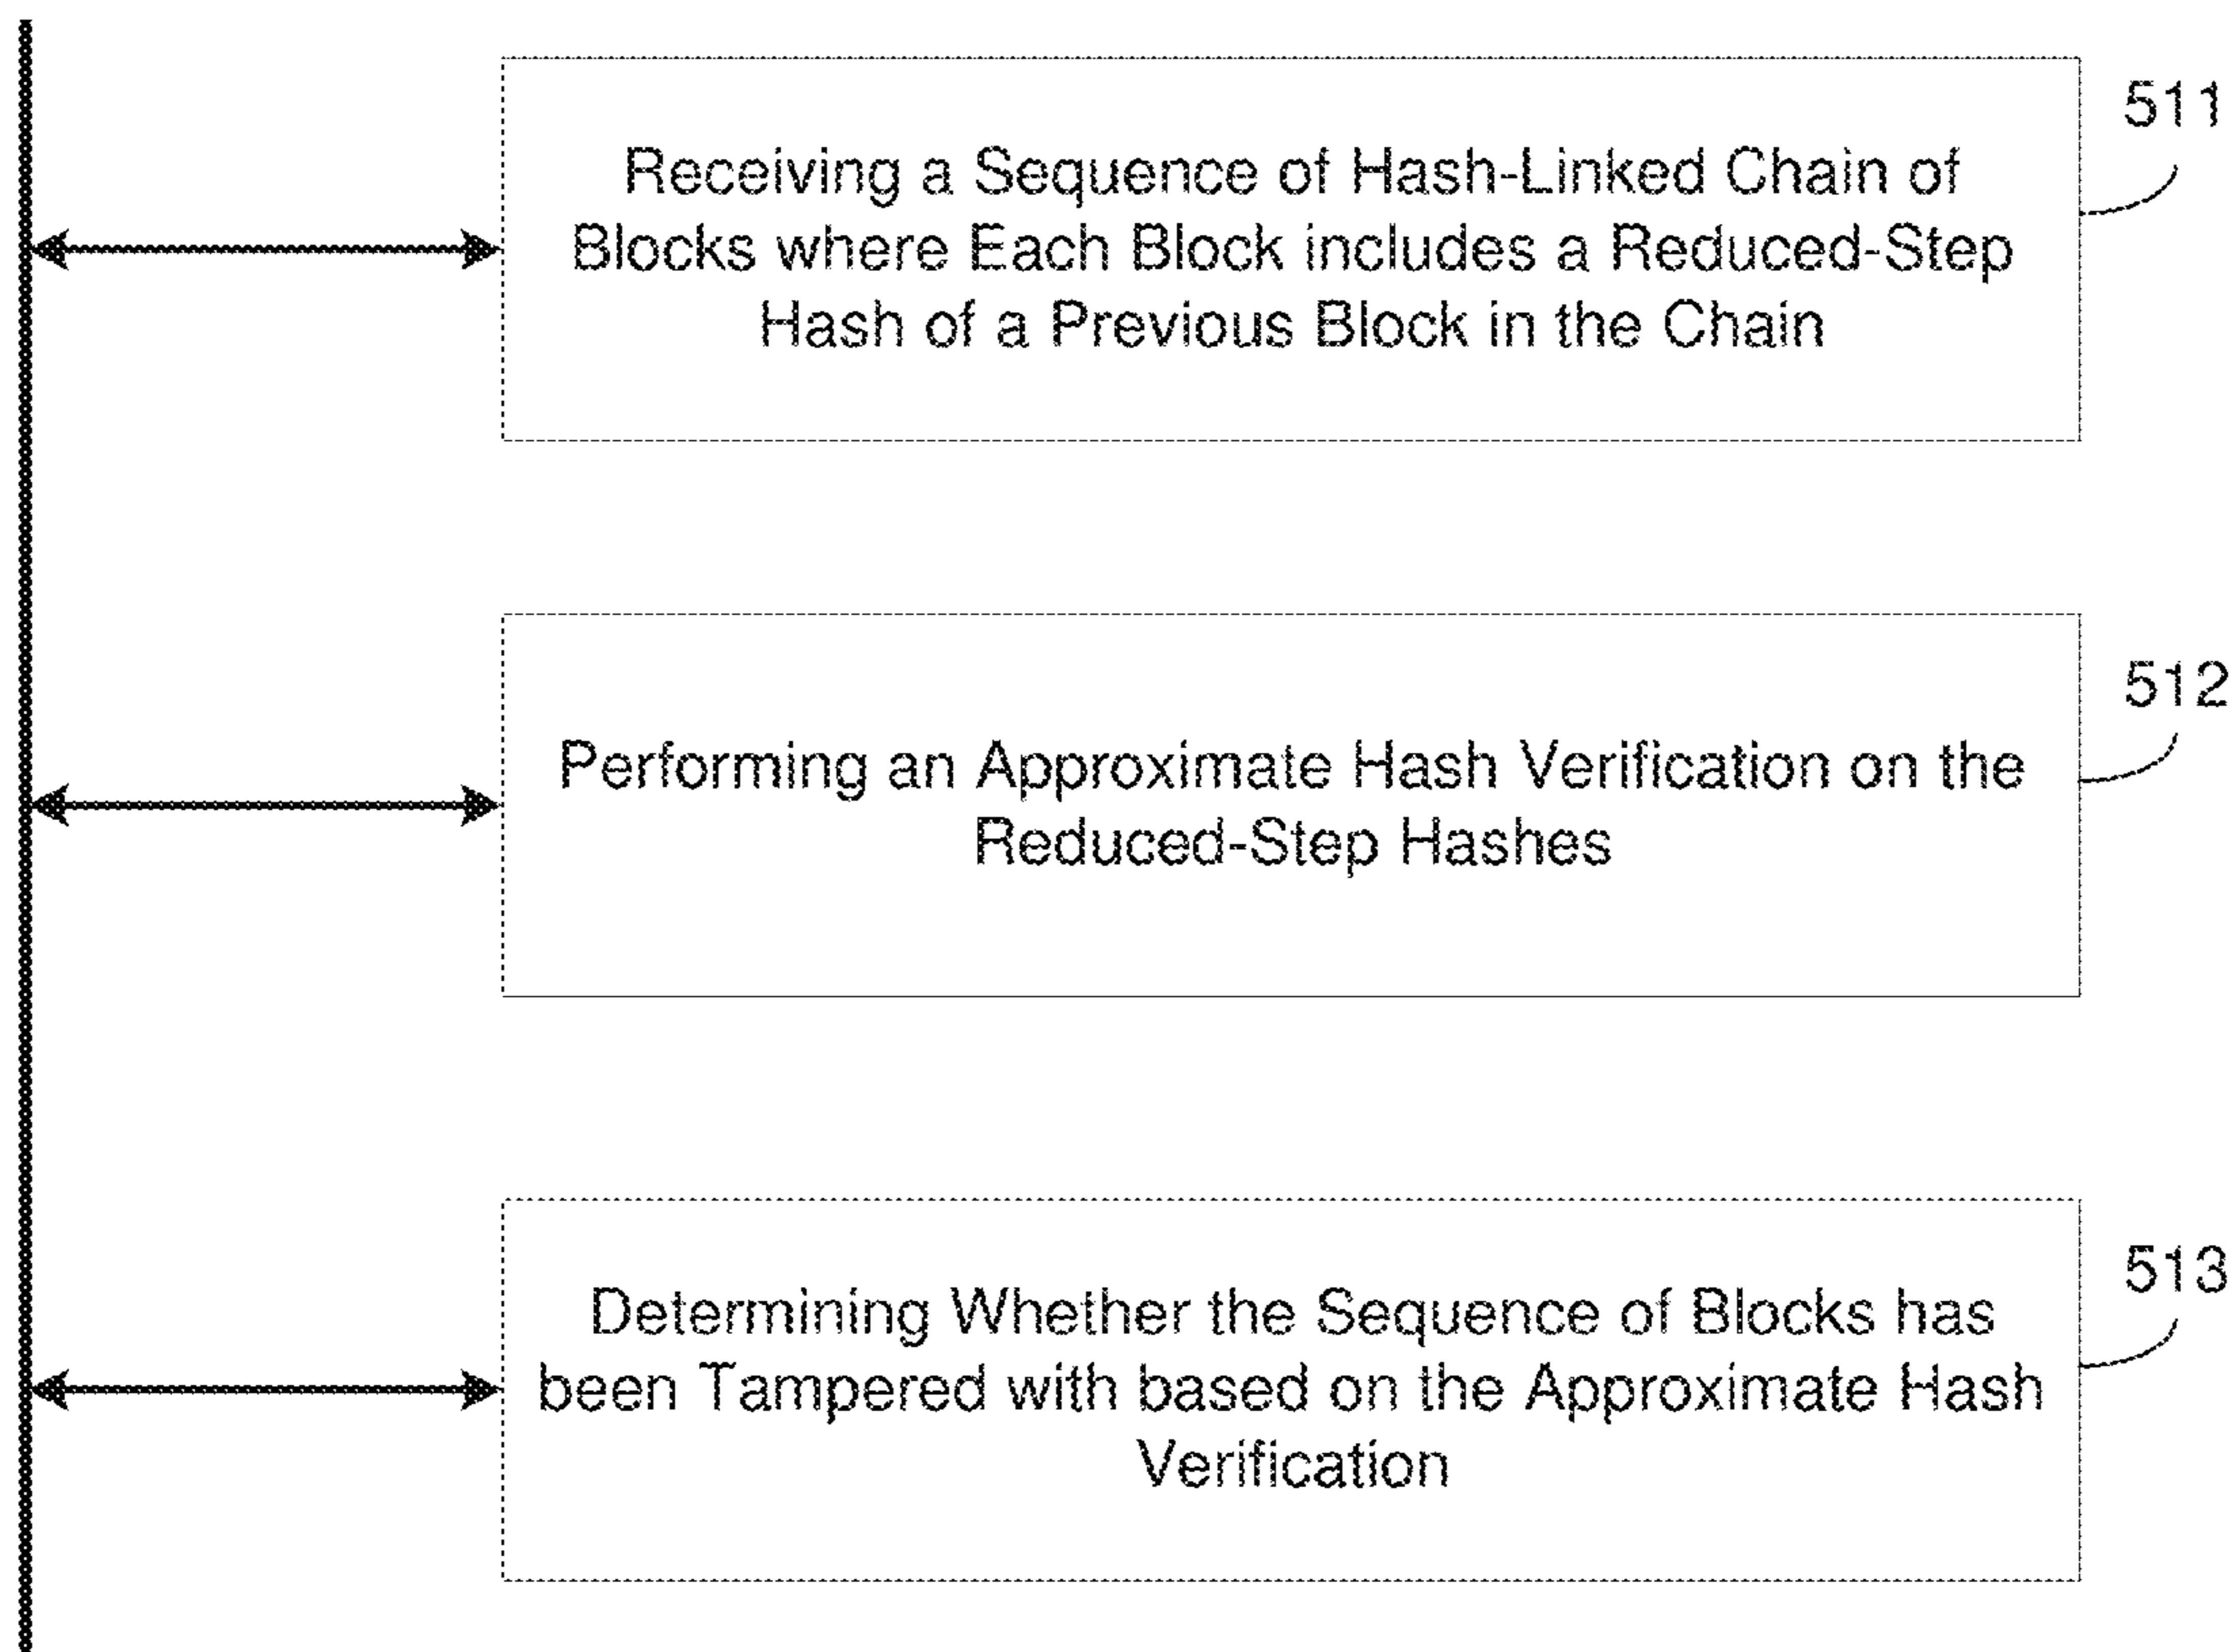 511
Receiving a Sequence of Hash-Linked Chain of
Blocks where Each Block includes a Reduced-Step
Hash of a Previous Block in the Chain
512
Performing an Approximate Hash Verification on the
Reduced-Step Hashes
513
Determining Whether the Sequence of Blocks has
been Tampered with based on the Approximate Hash
Verification